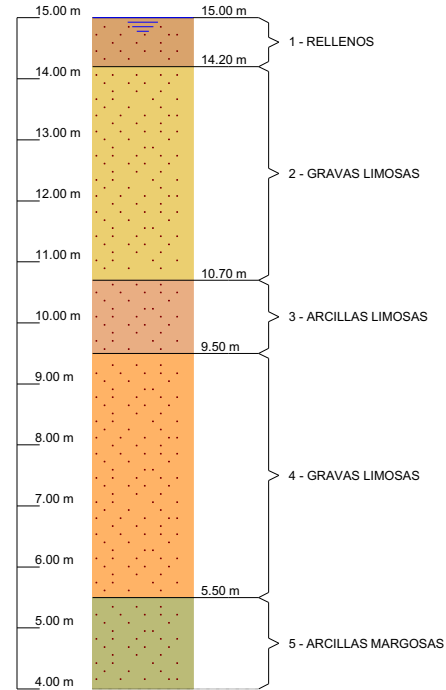 15.00 m
15.00 m
1 - RELLENOS
14.20 m
14.00 m
13.00 m
2 - GRAVAS LIMOSAS
12.00 m
11.00 m
10.70 m
3 - ARCILLAS LIMOSAS
10.00 m
9.50 m
9.00 m
8.00 m
4 - GRAVAS LIMOSAS
7.00 m
6.00 m
5.50 m
5.00 m
5 - ARCILLAS MARGOSAS
4.00 m